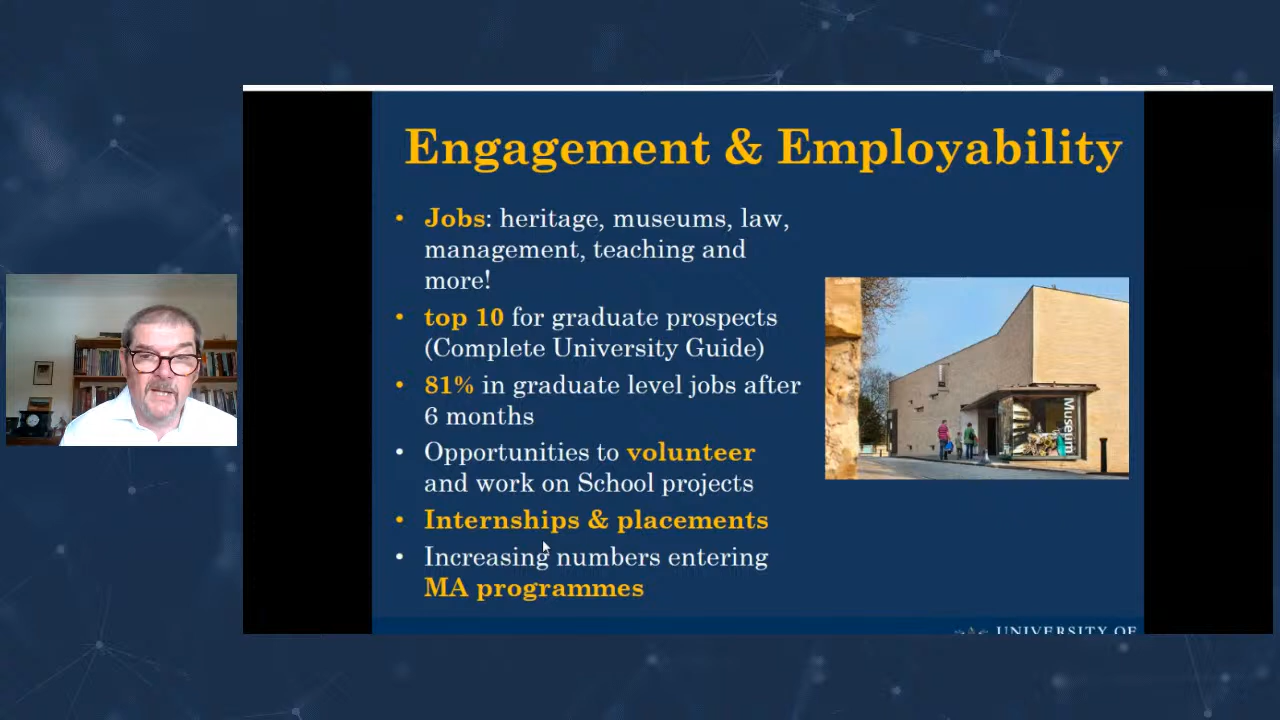 Engagement & Employability
• Jobs: heritage, museums, law,
management, teaching and
more!
• top 10 for graduate prospects
(Complete University Guide)
• 81% in graduate level jobs after
6 months
• Opportunities to volunteer
and work on School projects
• Internships & placements
• Increasing numbers entering
MA programmes
Museum
UNIVERSITY OF